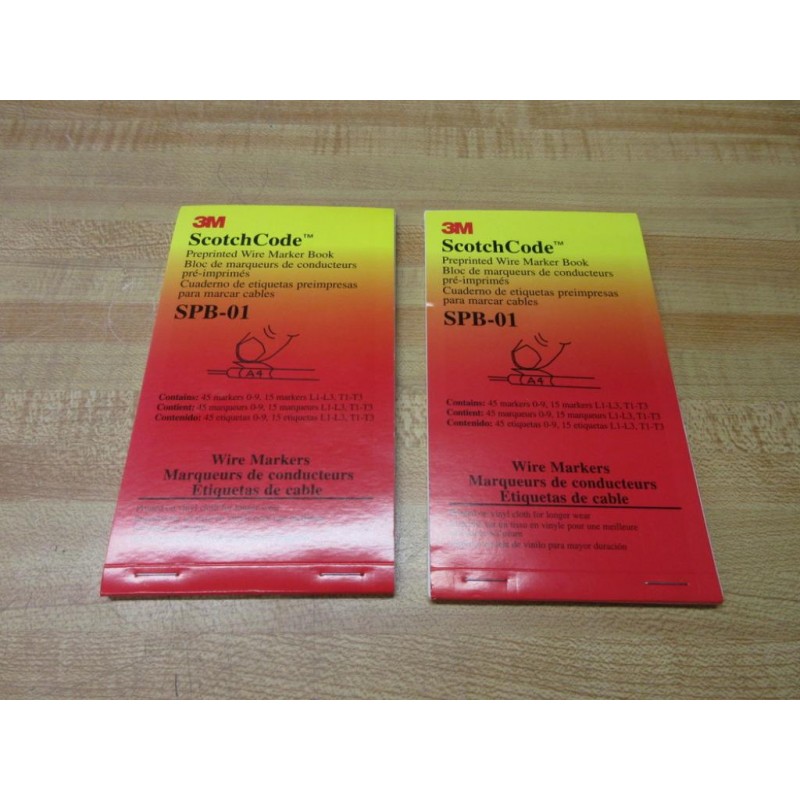 3M
ScotchCode™
Preprinted Wire Marker Book
Bloc de marqueurs de conducteurs
pré-imprimés
Cuaderno de etiquetas preimpresas
para marcar cables
SPB-01
A4
Contains: 45 markers 0-9, 15 markers L1-L3, T1-T3
Contient: 45 marqueurs 0-9, 15 marqueurs L1-L3, T1-T3
Contenido: 45 etiquetas 0-9, 15 etiquetas L1-L3, T1-T3
Wire Markers
Marqueurs de conducteurs
Etiquetas de cable
3M
ScotchCode™
Preprinted Wire Marker Book
Bloc de marqueurs de conducteurs
pré-imprimés
Cuaderno de etiquetas preimpresas
para marcar cables
SPB-01
A4
Contains: 45 markers 0-9, 15 markers L1-L3, T1-T3
Contient: 45 marqueurs 0-9, 15 marqueurs L1-L3, T1-T3
Contenido: 45 etiquetas 0-9, 15 etiquetas L1-L3, T1-T3
Wire Markers
Marqueurs de conducteurs
Etiquetas de cable
vinyl cloth for longer wear
en vinyle pour une meilleure
de vinilo para mayor duración